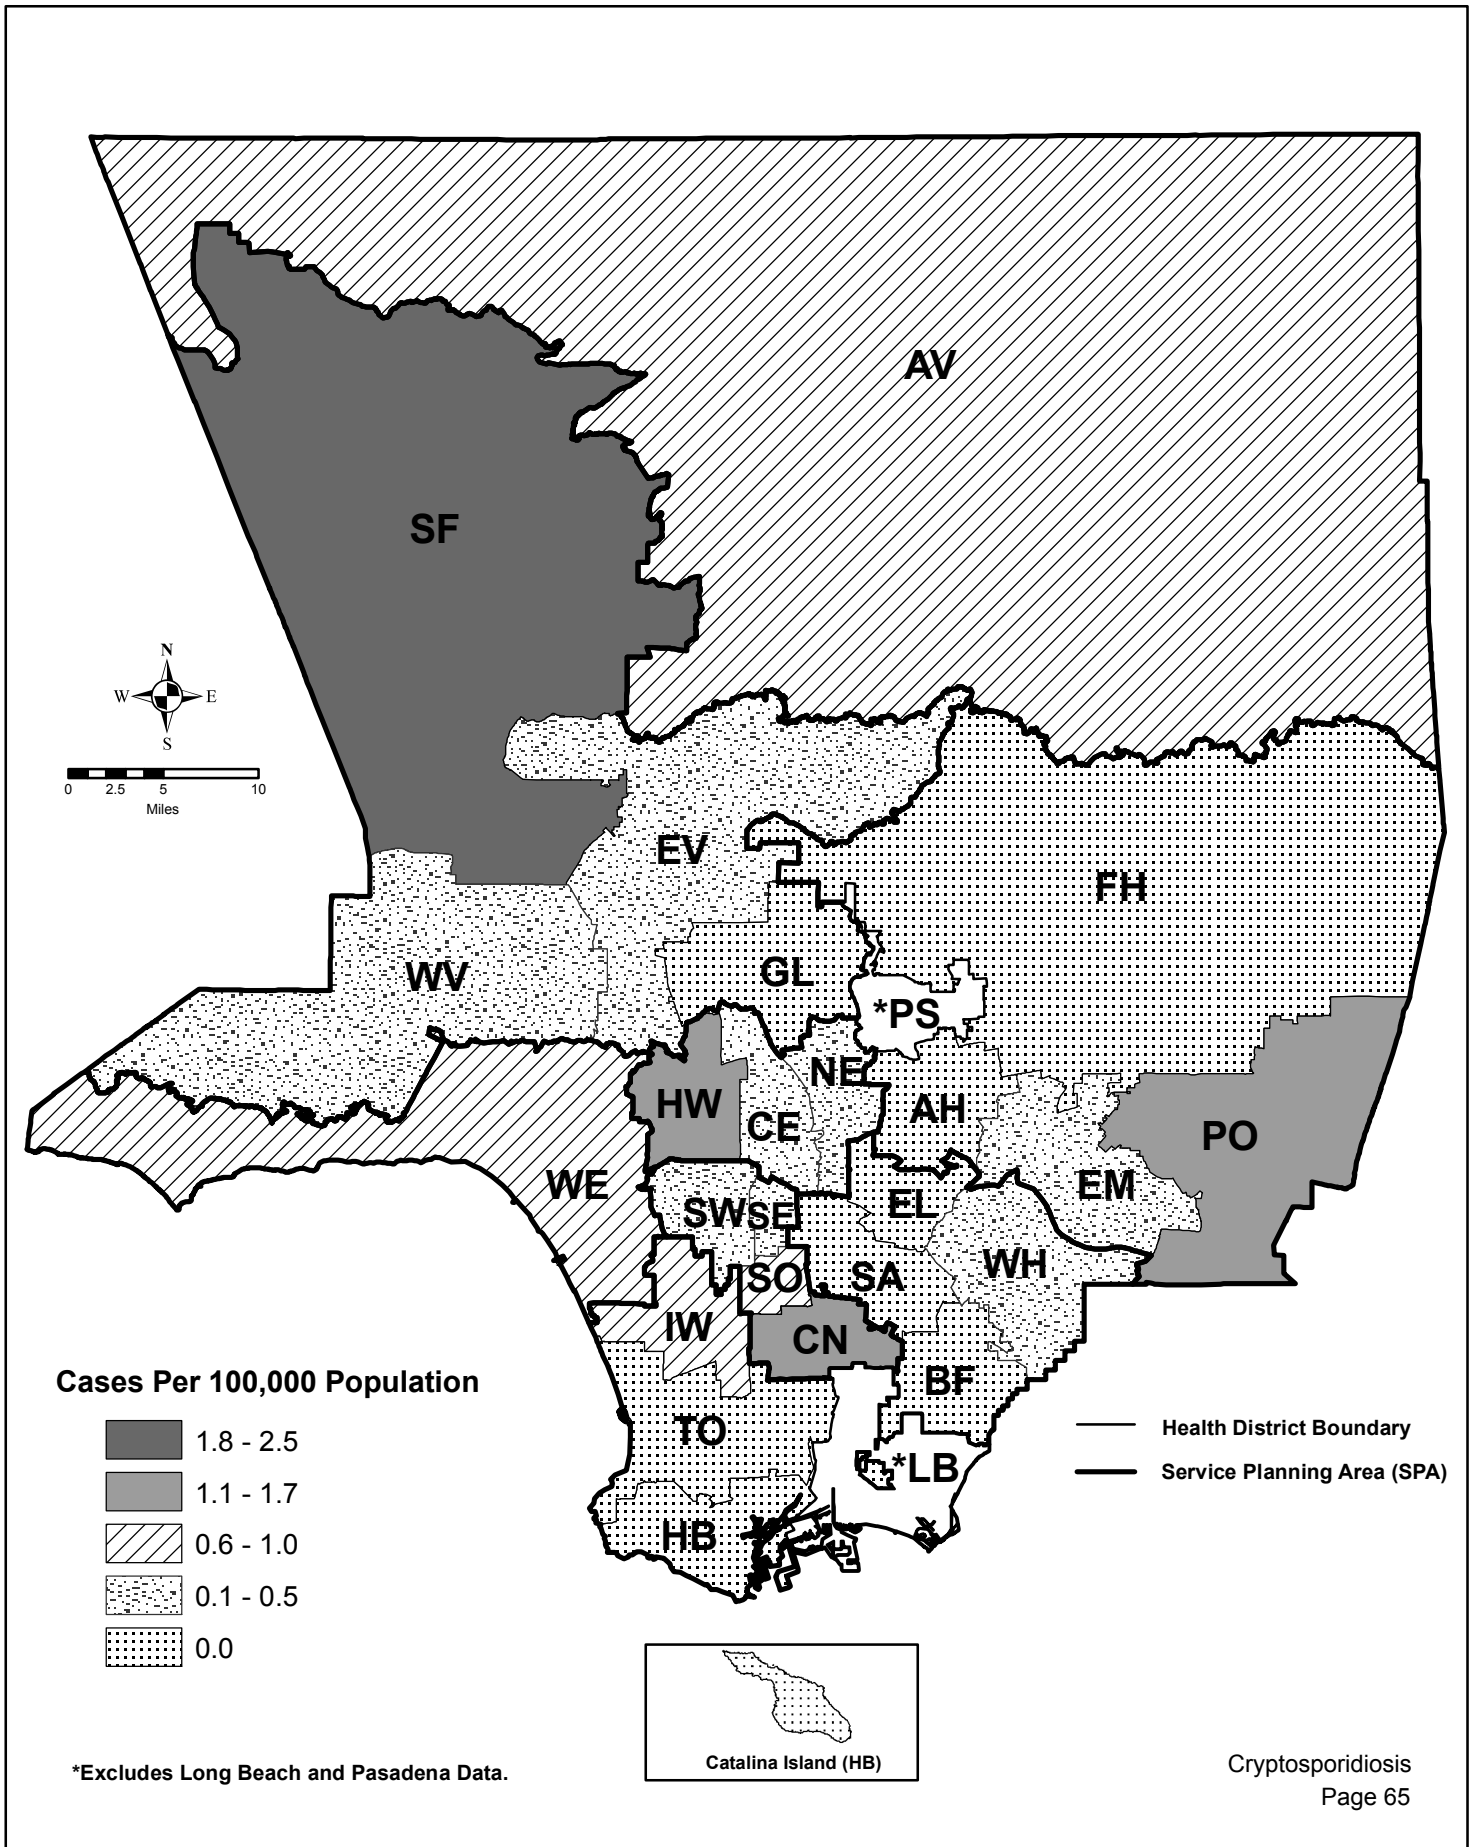 AV
SF
N
W E
S
0 2.5 5 10
Miles
EV
FH
WV
GL
*PS
NE
HW
AH
CE
PO
WE
EM
EL
SW
SE
WH
SO
SA
IW
CN
BF
TO
*LB
HB
Cases Per 100,000 Population
1.8 - 2.5
1.1 - 1.7
0.6 - 1.0
0.1 - 0.5
0.0
Health District Boundary
Service Planning Area (SPA)
Catalina Island (HB)
*Excludes Long Beach and Pasadena Data.
Cryptosporidiosis
Page 65